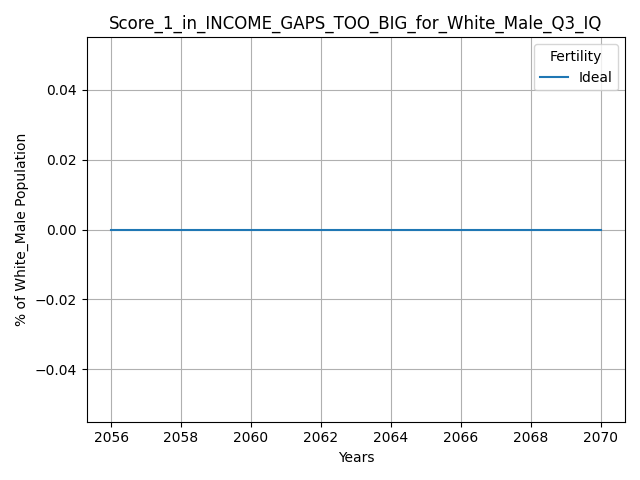 Score_1_in_INCOME_GAPS_TOO_BIG_for_White_Male_Q3_IQ
Fertility
Ideal
% of White_Male Population
0.04
0.02
0.00
−0.02
−0.04
2056 2058 2060 2062 2064 2066 2068 2070
Years